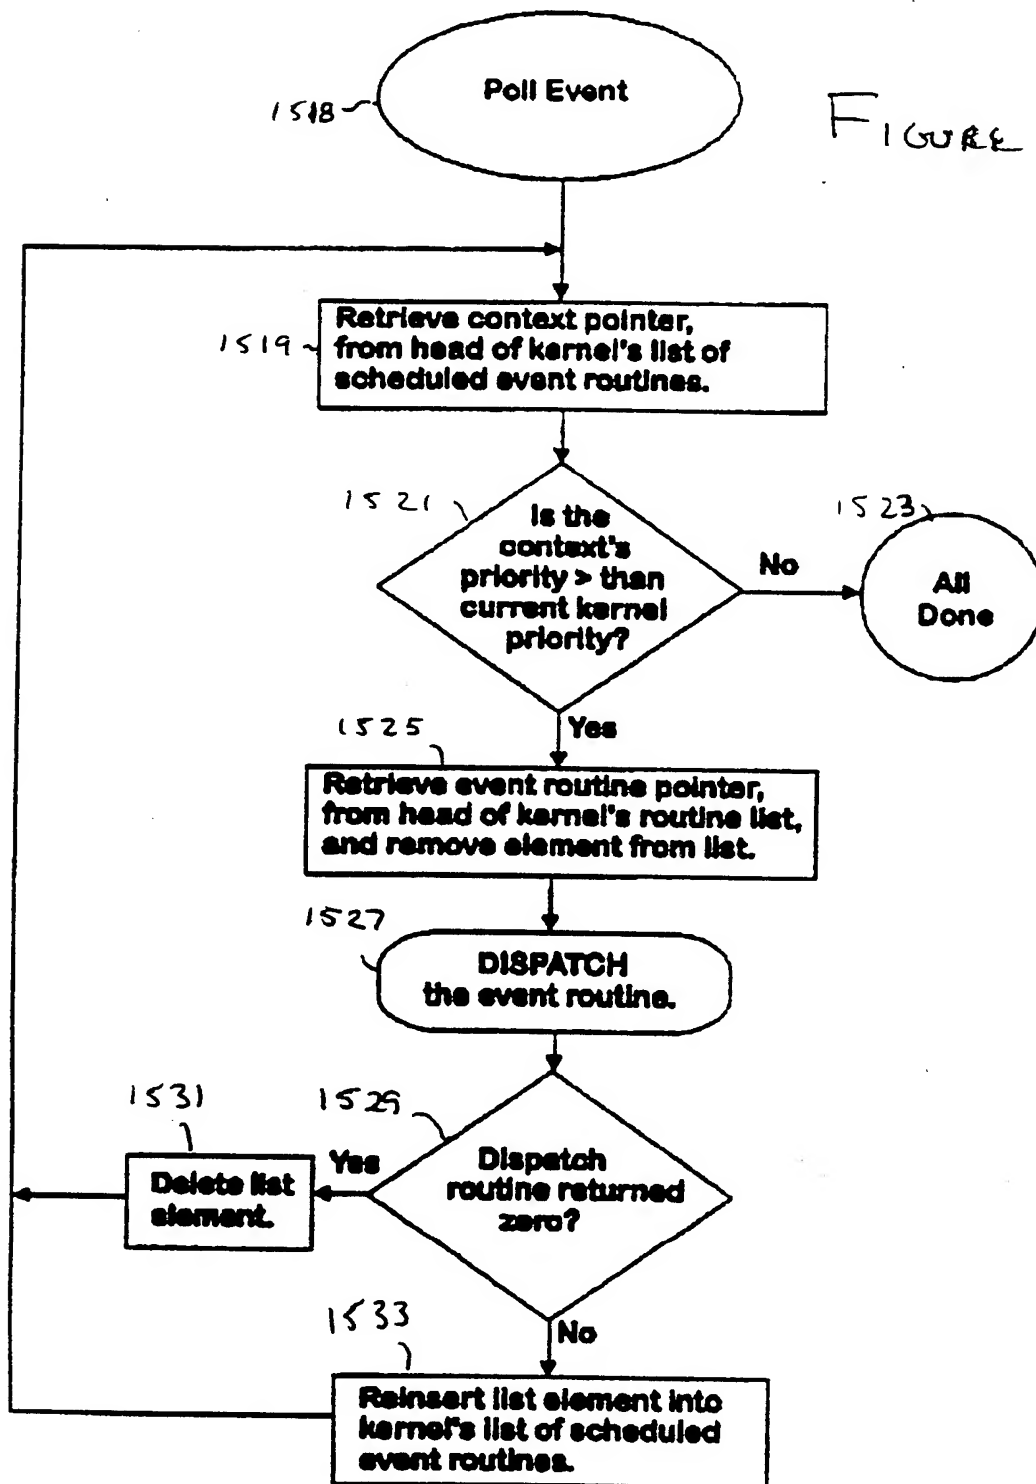 Poll Event
1518
FIGURE
Retrieve context pointer,
from head of kernel's list of
scheduled event routines.
1519
1521
Is the
context's
priority > than
current kernel
priority?
No
1523
All
Done
Yes
1525
Retrieve event routine pointer,
from head of kernel's routine list,
and remove element from list.
1527
DISPATCH
the event routine.
1531
1529
Yes
Delete list
element.
Dispatch
routine returned
zero?
1533
No
Reinsert list element into
kernel's list of scheduled
event routines.